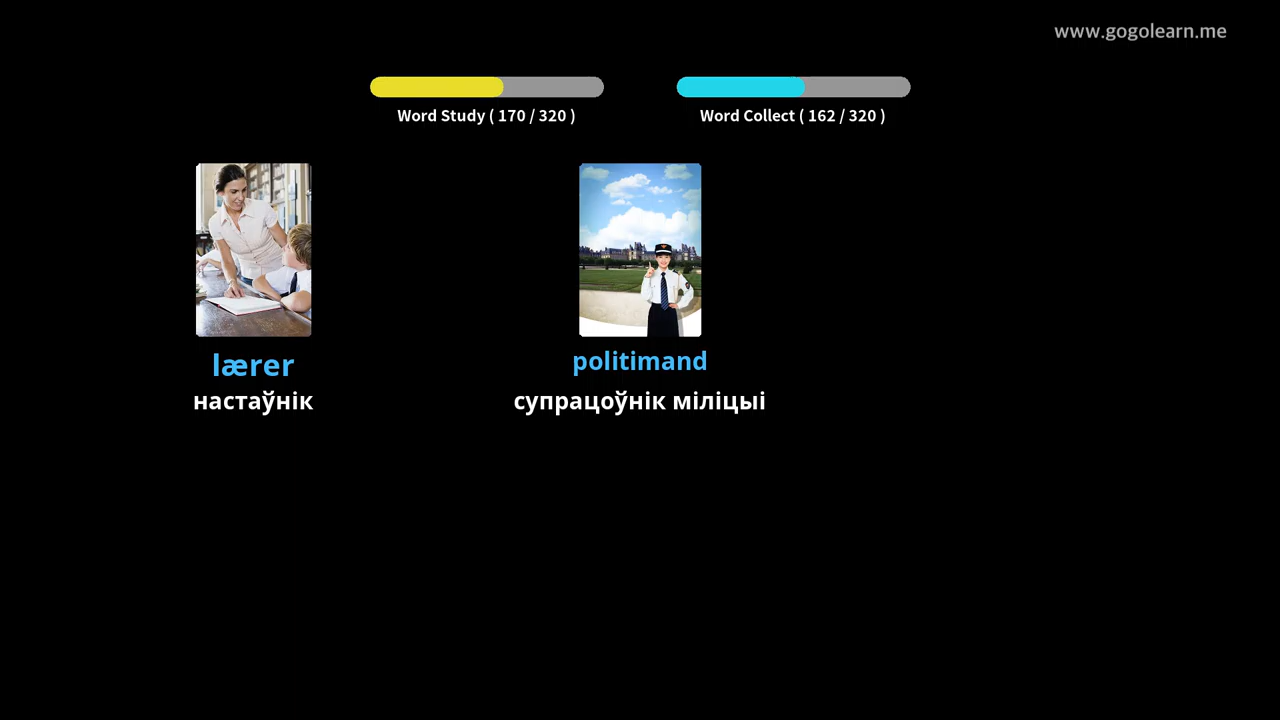 www.gogolearn.me
Word Study ( 170 / 320 )
Word Collect ( 162 / 320 )
lærer
politimand
настаўнік
супрацоўнік міліцыі